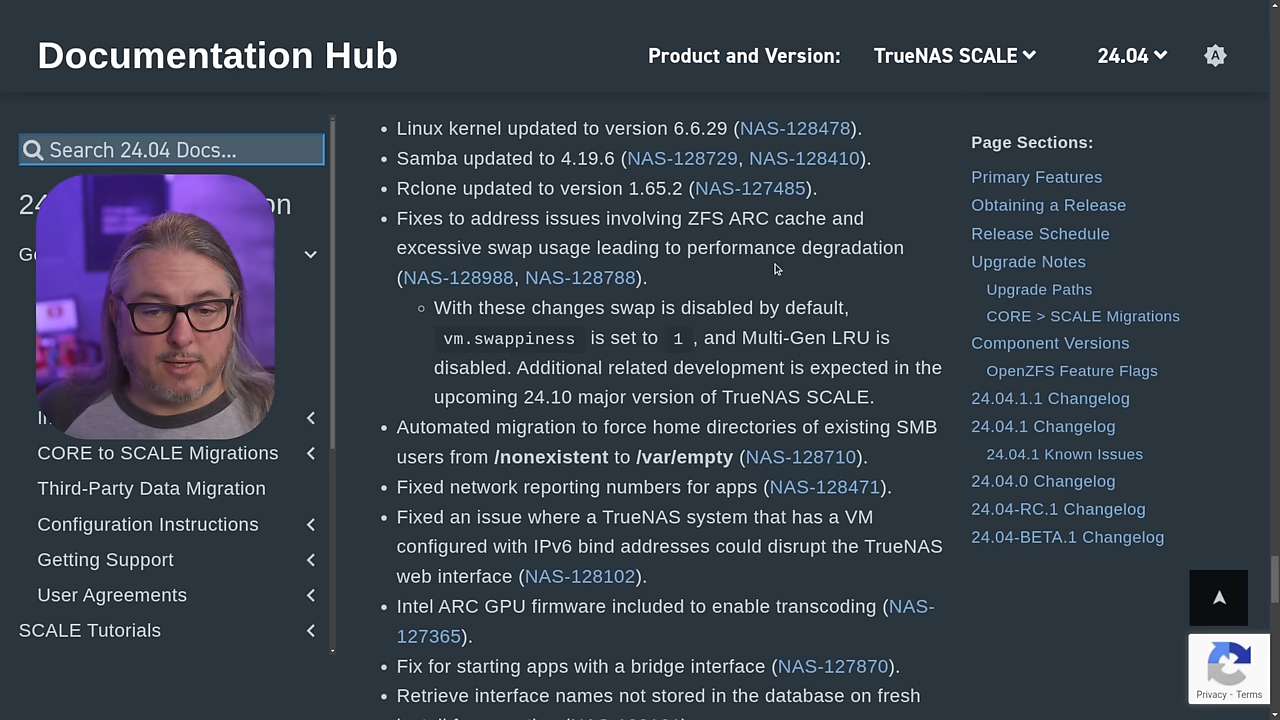 Documentation Hub
Product and Version:
TrueNAS SCALE
24.04
A
Search 24.04 Docs...
CORE to SCALE Migrations
Third-Party Data Migration
Configuration Instructions
Getting Support
User Agreements
SCALE Tutorials
• Linux kernel updated to version 6.6.29 (NAS-128478).
• Samba updated to 4.19.6 (NAS-128729, NAS-128410).
• Rclone updated to version 1.65.2 (NAS-127485).
• Fixes to address issues involving ZFS ARC cache and
excessive swap usage leading to performance degradation
(NAS-128988, NAS-128788).
◦ With these changes swap is disabled by default,
vm.swappiness is set to 1 , and Multi-Gen LRU is
disabled. Additional related development is expected in the
upcoming 24.10 major version of TrueNAS SCALE.
• Automated migration to force home directories of existing SMB
users from /nonexistent to /var/empty (NAS-128710).
• Fixed network reporting numbers for apps (NAS-128471).
• Fixed an issue where a TrueNAS system that has a VM
configured with IPv6 bind addresses could disrupt the TrueNAS
web interface (NAS-128102).
• Intel ARC GPU firmware included to enable transcoding (NAS-
127365).
• Fix for starting apps with a bridge interface (NAS-127870).
• Retrieve interface names not stored in the database on fresh
Page Sections:
Primary Features
Obtaining a Release
Release Schedule
Upgrade Notes
Upgrade Paths
CORE > SCALE Migrations
Component Versions
OpenZFS Feature Flags
24.04.1.1 Changelog
24.04.1 Changelog
24.04.1 Known Issues
24.04.0 Changelog
24.04-RC.1 Changelog
24.04-BETA.1 Changelog
Privacy - Terms